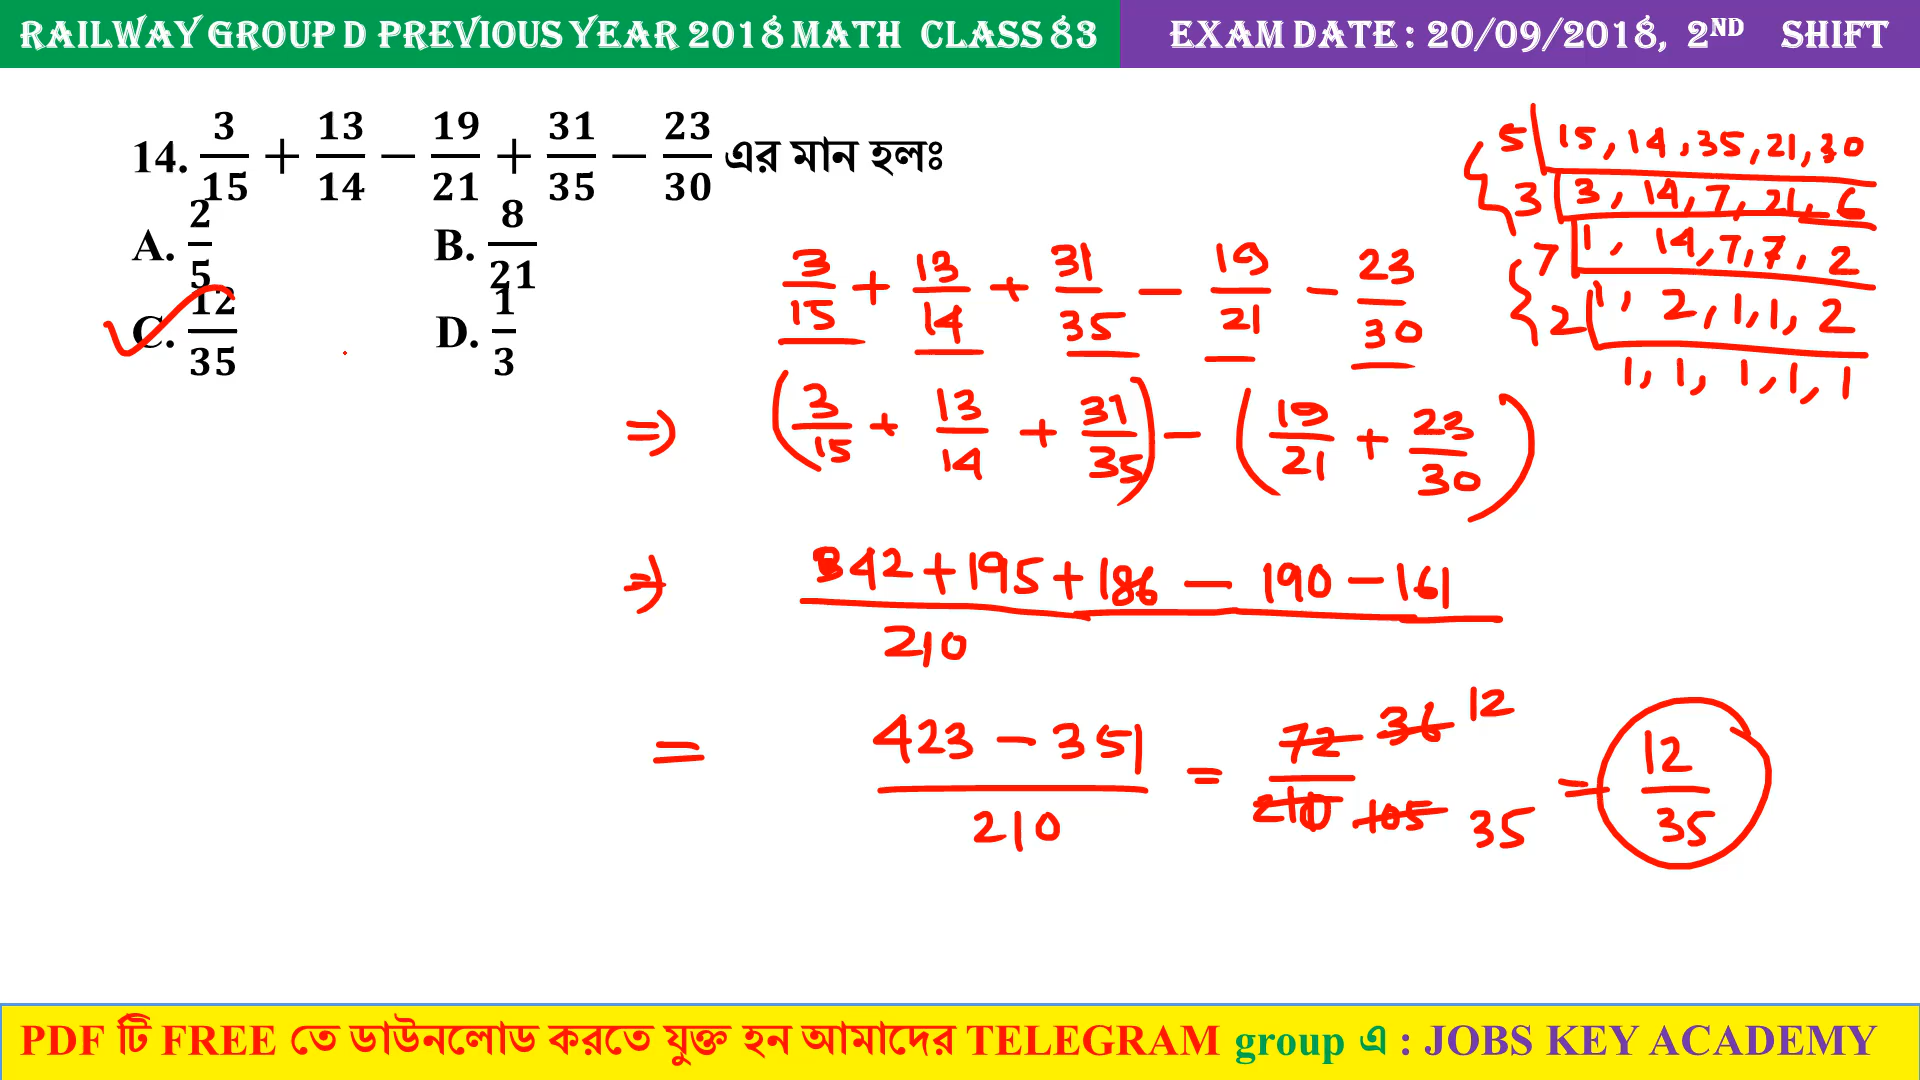 RAILWAY GROUP D PREVIOUS YEAR 2018 MATH CLASS 83
EXAM DATE : 20/09/2018, 2ND SHIFT
14. 3/15 + 13/14 − 19/21 + 31/35 − 23/30 এর মান হলঃ
A. 2/5 B. 8/21
C. 12/35 D. 1/3
5 | 15, 14, 35, 21, 30
3 | 3, 14, 7, 21, 6
7 | 1, 14, 7, 7, 2
2 | 1, 2, 1, 1, 2
1, 1, 1, 1, 1
3/15 + 13/14 + 31/35 − 19/21 − 23/30
⇒ (3/15 + 13/14 + 31/35) − (19/21 + 23/30)
⇒ 42 + 195 + 186 − 190 − 161 / 210
= 423 − 351 / 210 = 72/210 36/105 12/35 = 12/35
PDF টি FREE তে ডাউনলোড করতে যুক্ত হন আমাদের TELEGRAM group এ : JOBS KEY ACADEMY